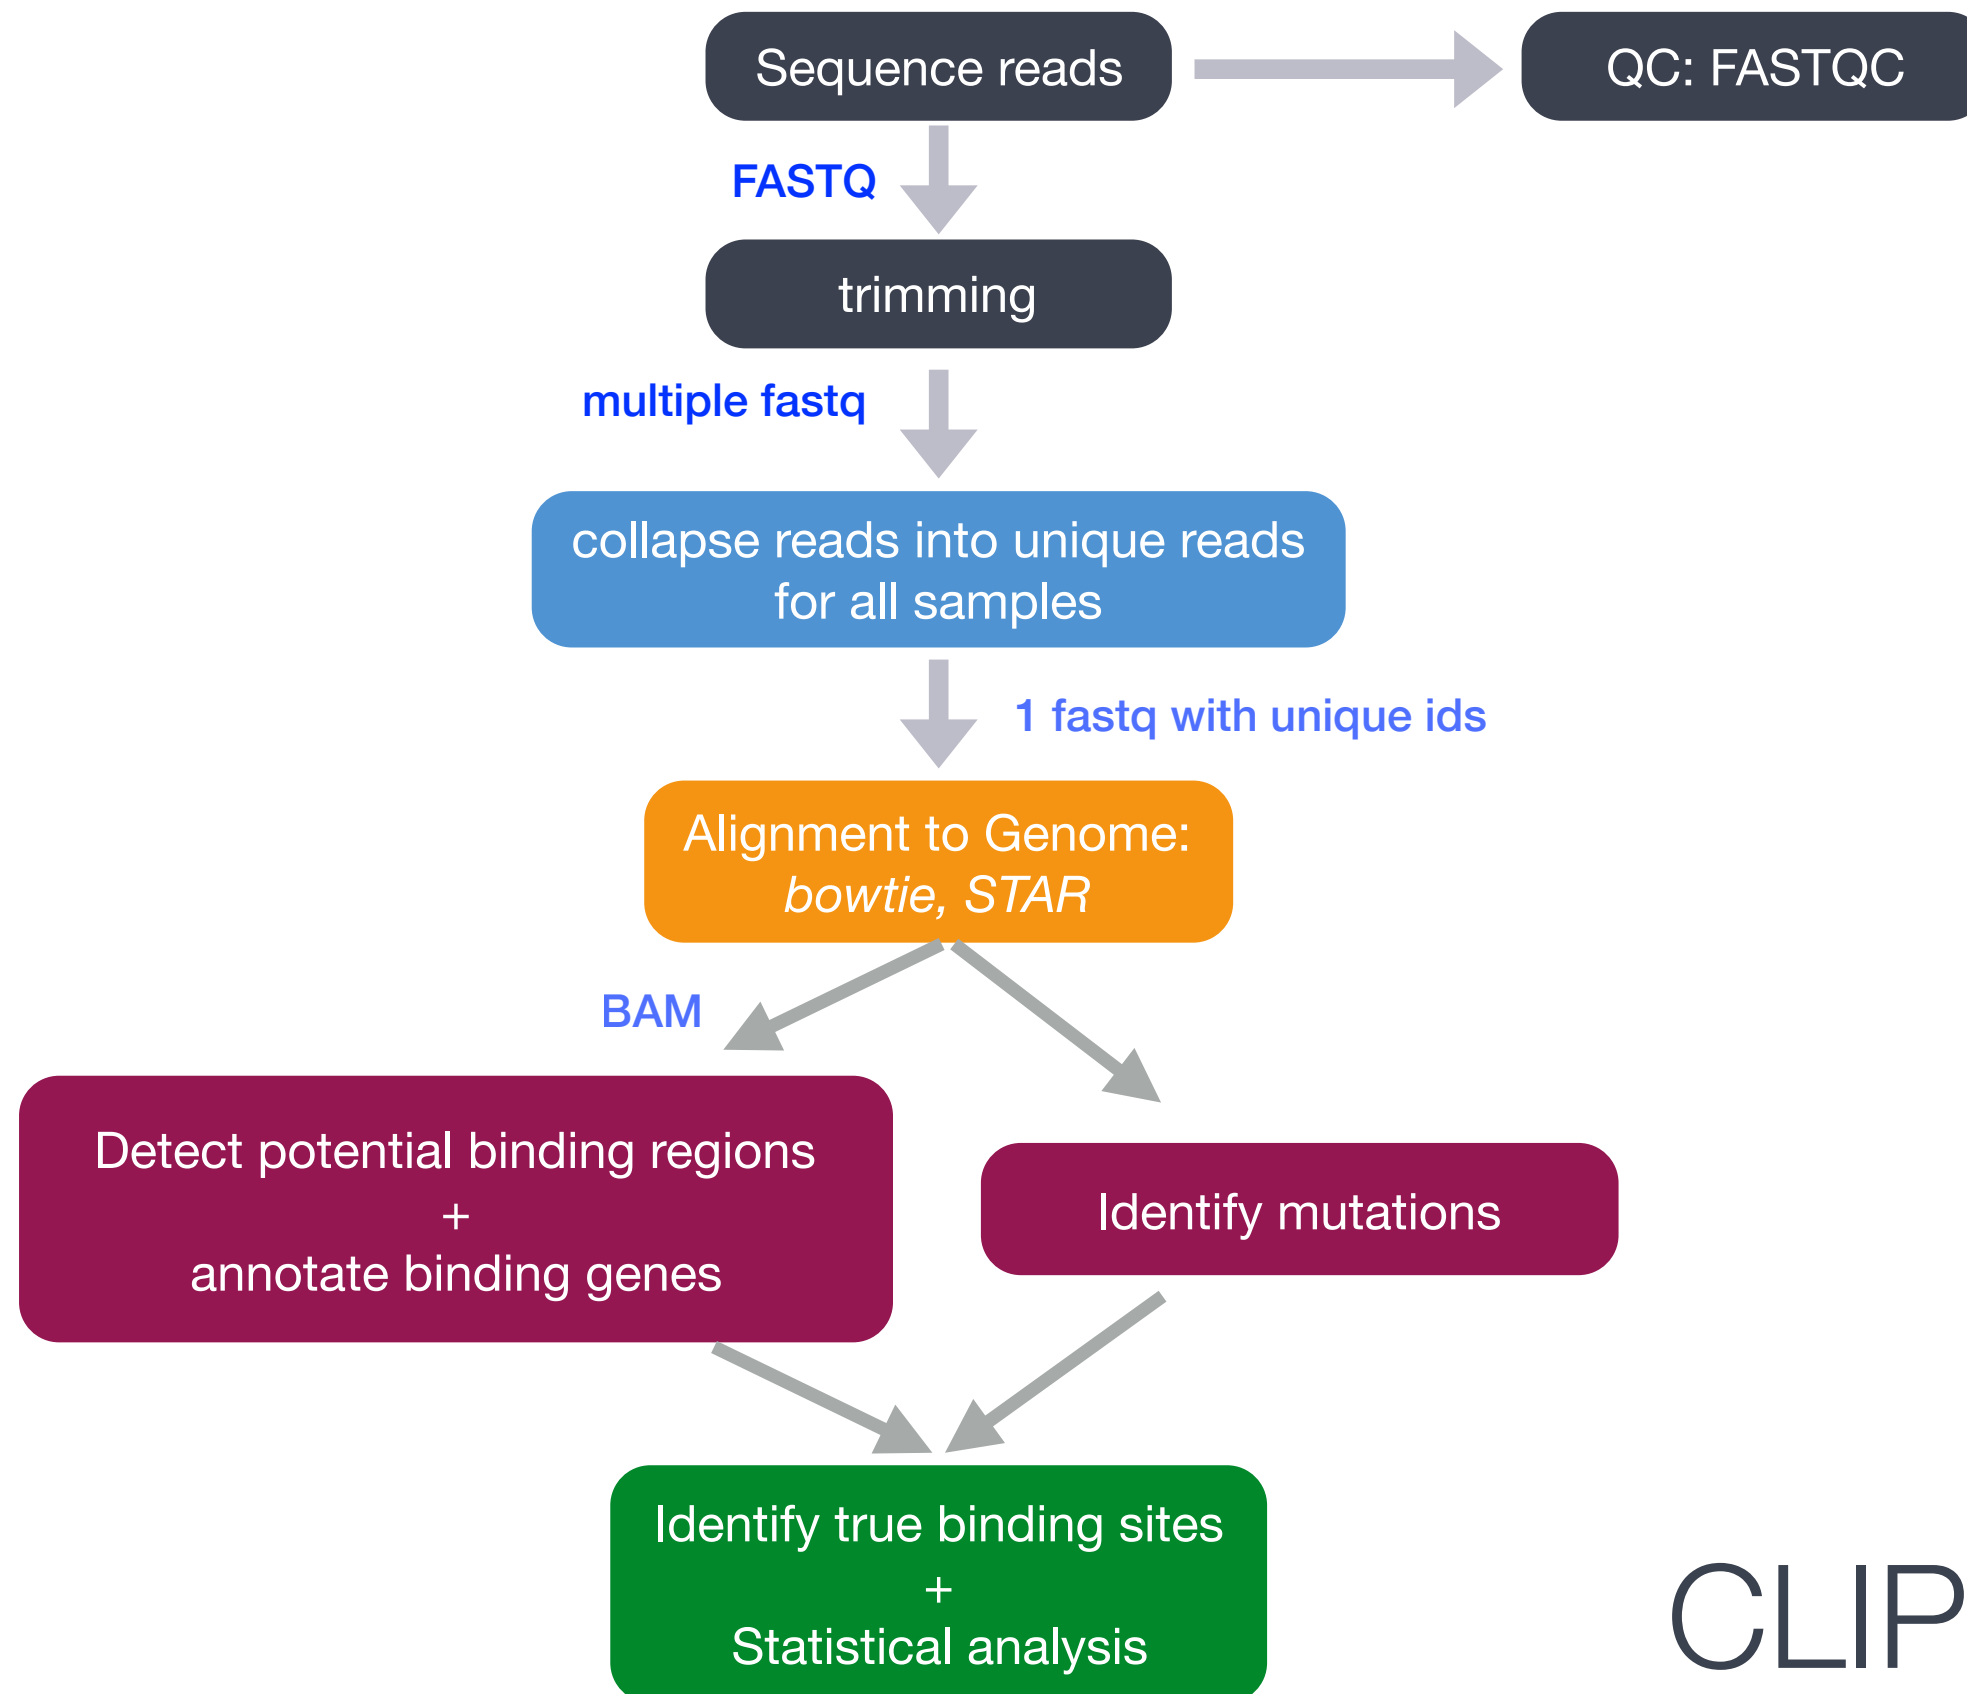 Sequence reads
QC: FASTQC
FASTQ
trimming
multiple fastq
collapse reads into unique reads
for all samples
1 fastq with unique ids
Alignment to Genome:
bowtie, STAR
BAM
Detect potential binding regions
+
annotate binding genes
Identify mutations
Identify true binding sites
+
Statistical analysis
CLIP